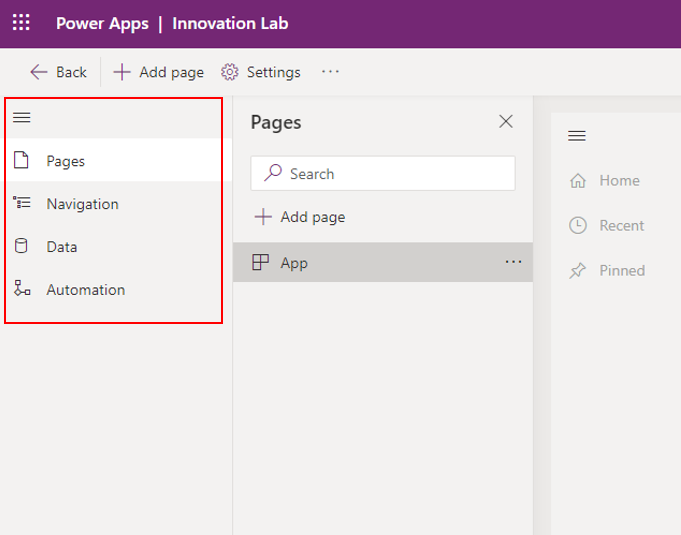 Power Apps | Innovation Lab
Back
Add page
Settings
Pages
Navigation
Data
Automation
Pages
Search
Add page
App
Home
Recent
Pinned